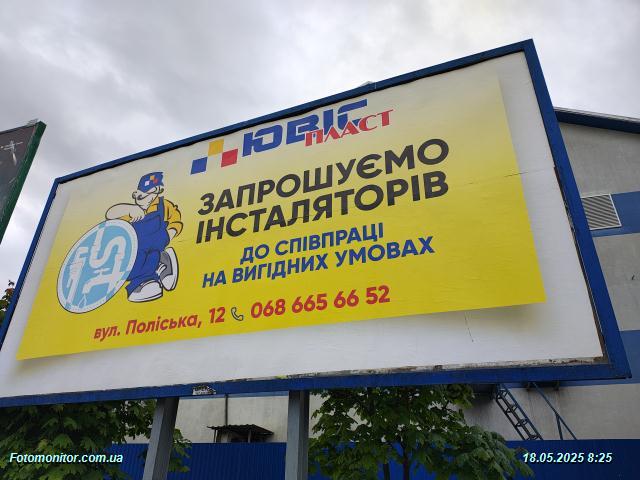 ЮВІС
ПЛАСТ
ЗАПРОШУЄМО
ІНСТАЛЯТОРІВ
ДО СПІВПРАЦІ
НА ВИГІДНИХ УМОВАХ
вул. Поліська, 12 068 665 66 52
Fotomonitor.com.ua
18.05.2025 8:25